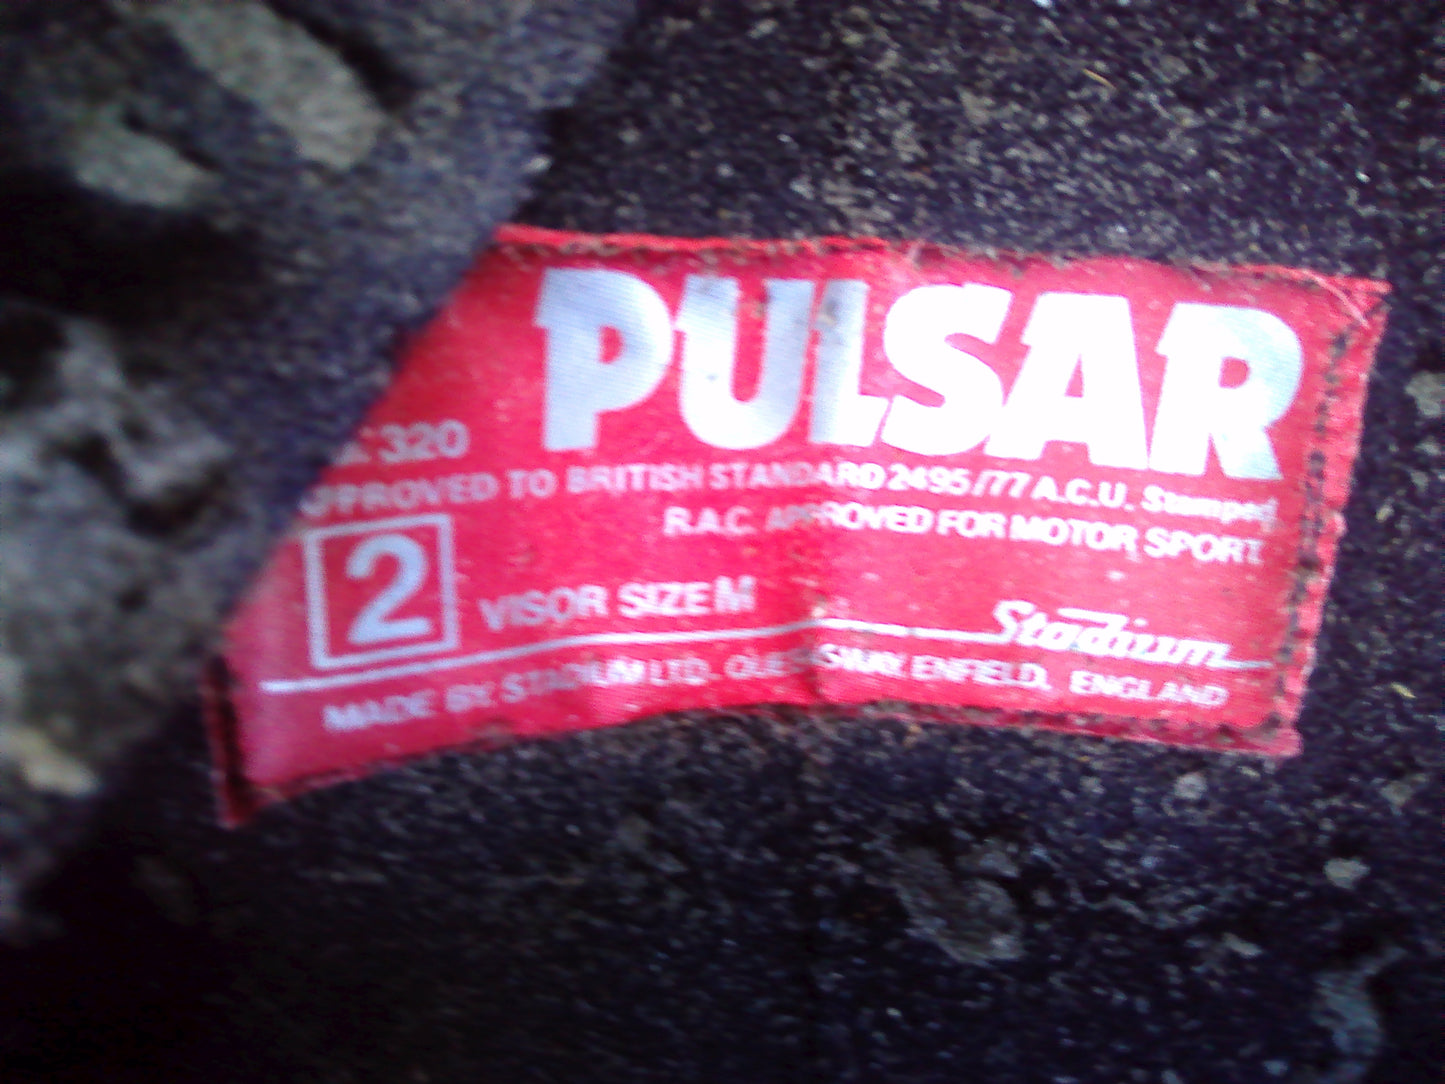 PULSAR
320
APPROVED TO BRITISH STANDARD 2495/77 A.C.U. Stamped
R.A.C. APPROVED FOR MOTOR SPORT.
2
VISOR SIZE M
Stadium
MADE BY. STADIUM LTD. QUEENSWAY, ENFIELD, ENGLAND